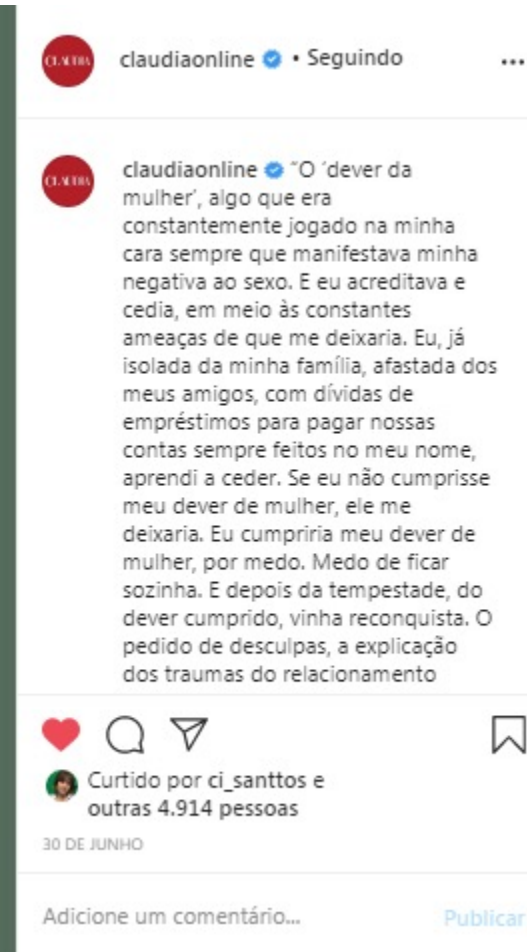 CLAUDIA
claudiaonline • Seguindo
CLAUDIA
claudiaonline "O ´dever da
mulher', algo que era
constantemente jogado na minha
cara sempre que manifestava minha
negativa ao sexo. E eu acreditava e
cedia, em meio às constantes
ameaças de que me deixaria. Eu, já
isolada da minha família, afastada dos
meus amigos, com dívidas de
empréstimos para pagar nossas
contas sempre feitos no meu nome,
aprendi a ceder. Se eu não cumprisse
meu dever de mulher, ele me
deixaria. Eu cumpriria meu dever de
mulher, por medo. Medo de ficar
sozinha. E depois da tempestade, do
dever cumprido, vinha reconquista. O
pedido de desculpas, a explicação
dos traumas do relacionamento
Curtido por ci_santtos e
outras 4.914 pessoas
30 DE JUNHO
Adicione um comentário... Publicar